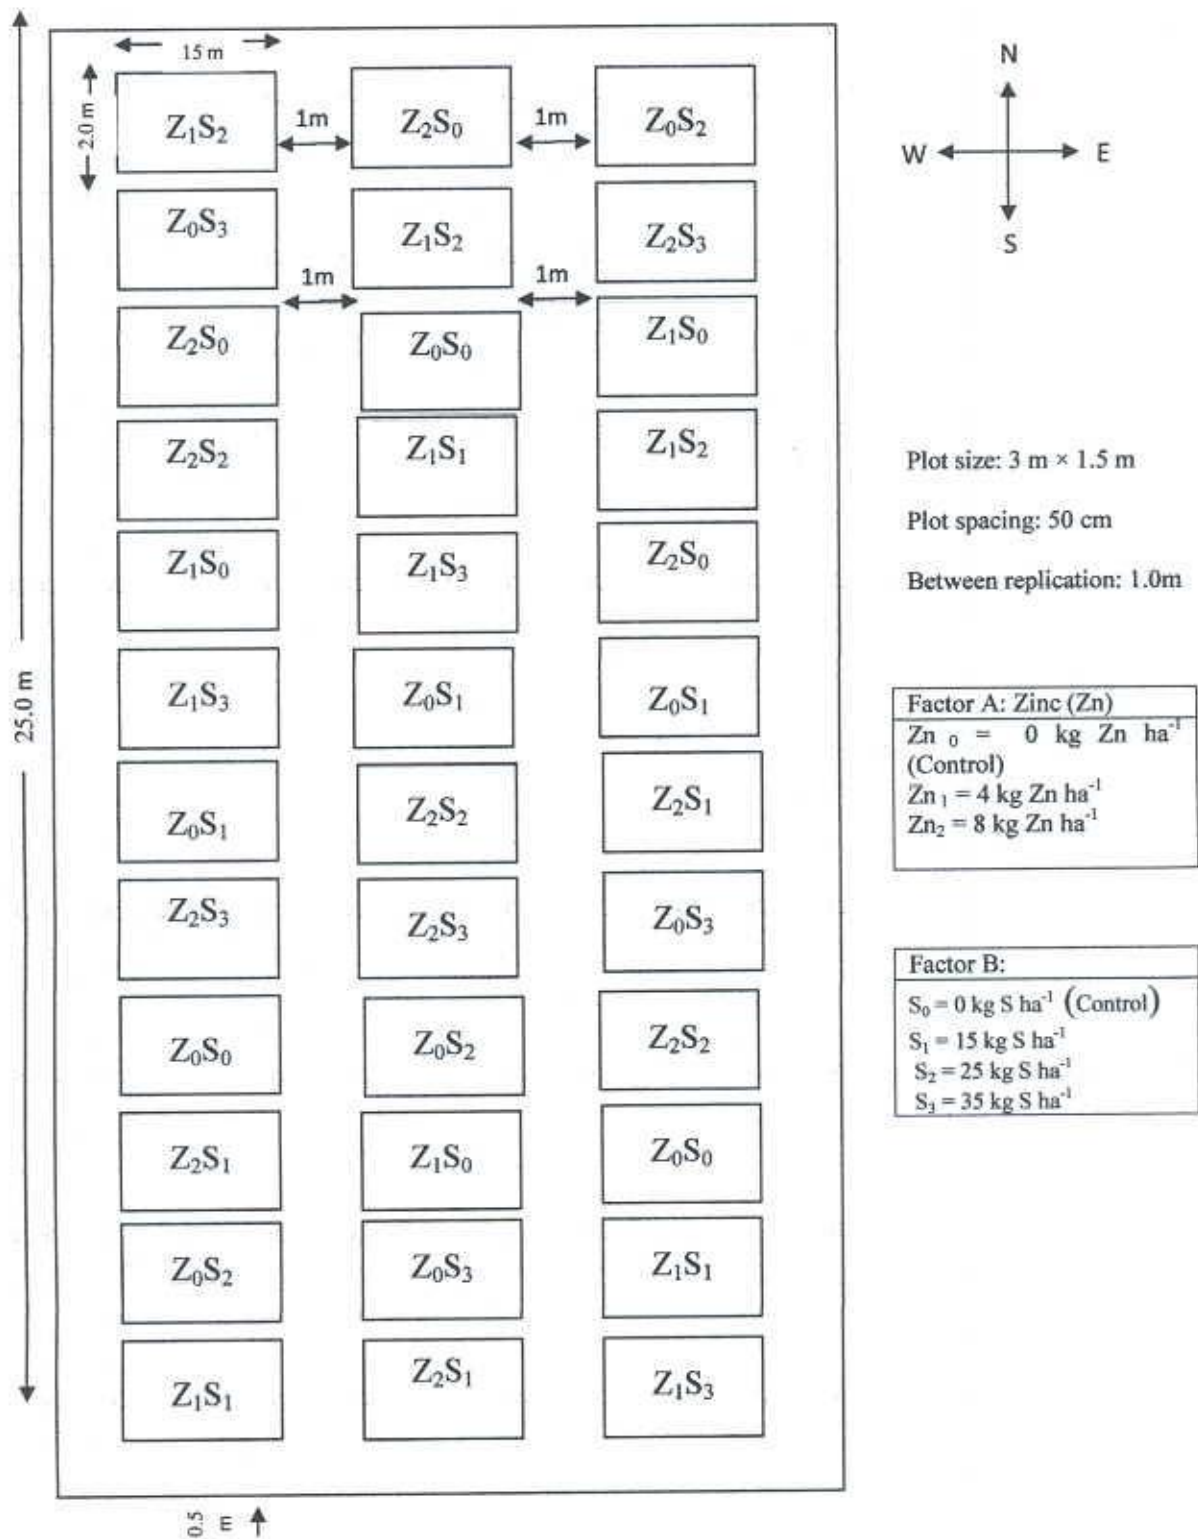 15 m
2.0 m
Z₁S₂ 1m Z₂S₀ 1m Z₀S₂
Z₀S₃ Z₁S₂ Z₂S₃
1m 1m
Z₂S₀ Z₀S₀ Z₁S₀
Z₂S₂ Z₁S₁ Z₁S₂
Z₁S₀ Z₁S₃ Z₂S₀
Z₁S₃ Z₀S₁ Z₀S₁
25.0 m
Z₀S₁ Z₂S₂ Z₂S₁
Z₂S₃ Z₂S₃ Z₀S₃
Z₀S₀ Z₀S₂ Z₂S₂
Z₂S₁ Z₁S₀ Z₀S₀
Z₀S₂ Z₀S₃ Z₁S₁
Z₁S₁ Z₂S₁ Z₁S₃
0.5
m
N
W E
S
Plot size: 3 m × 1.5 m
Plot spacing: 50 cm
Between replication: 1.0m
Factor A: Zinc (Zn)
Zn ₀ = 0 kg Zn ha⁻¹
(Control)
Zn ₁ = 4 kg Zn ha⁻¹
Zn₂ = 8 kg Zn ha⁻¹
Factor B:
S₀ = 0 kg S ha⁻¹ (Control)
S₁ = 15 kg S ha⁻¹
S₂ = 25 kg S ha⁻¹
S₃ = 35 kg S ha⁻¹